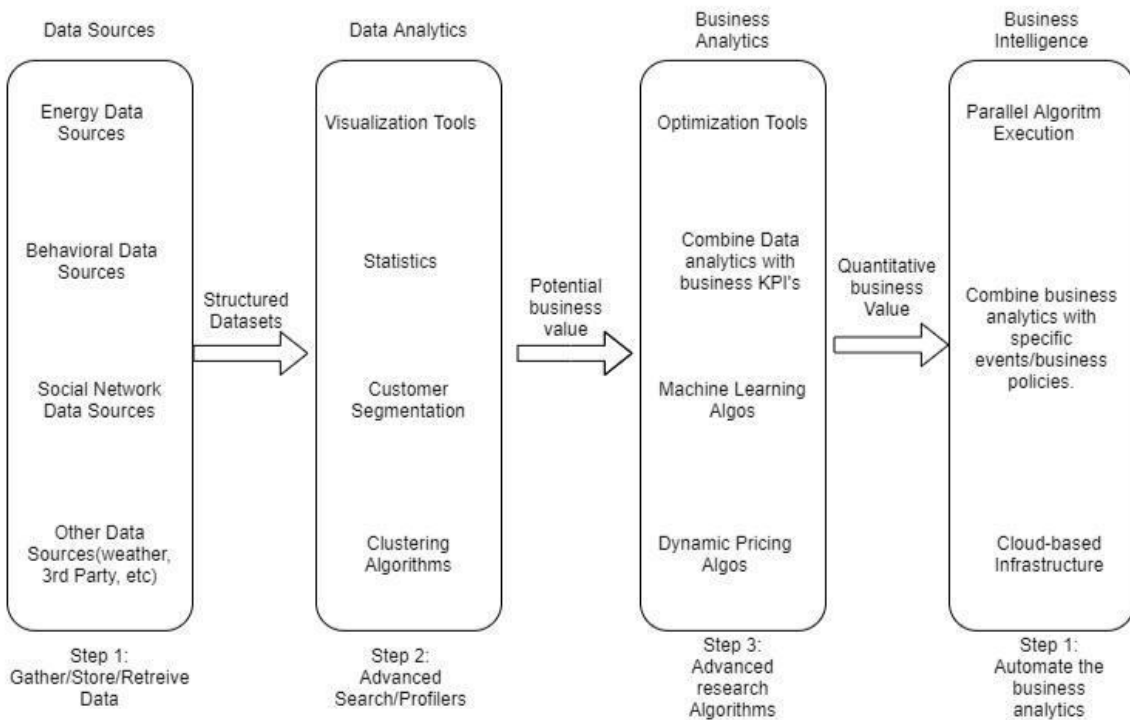 Data Sources
Energy Data
Sources
Behavioral Data
Sources
Social Network
Data Sources
Other Data
Sources(weather,
3rd Party, etc)
Step 1:
Gather/Store/Retreive
Data
Structured
Datasets
Data Analytics
Visualization Tools
Statistics
Customer
Segmentation
Clustering
Algorithms
Step 2:
Advanced
Search/Profilers
Potential
business
value
Business
Analytics
Optimization Tools
Combine Data
analytics with
business KPI's
Machine Learning
Algos
Dynamic Pricing
Algos
Step 3:
Advanced
research
Algorithms
Quantitative
business
Value
Business
Intelligence
Parallel Algoritm
Execution
Combine business
analytics with
specific
events/business
policies.
Cloud-based
Infrastructure
Step 1:
Automate the
business
analytics